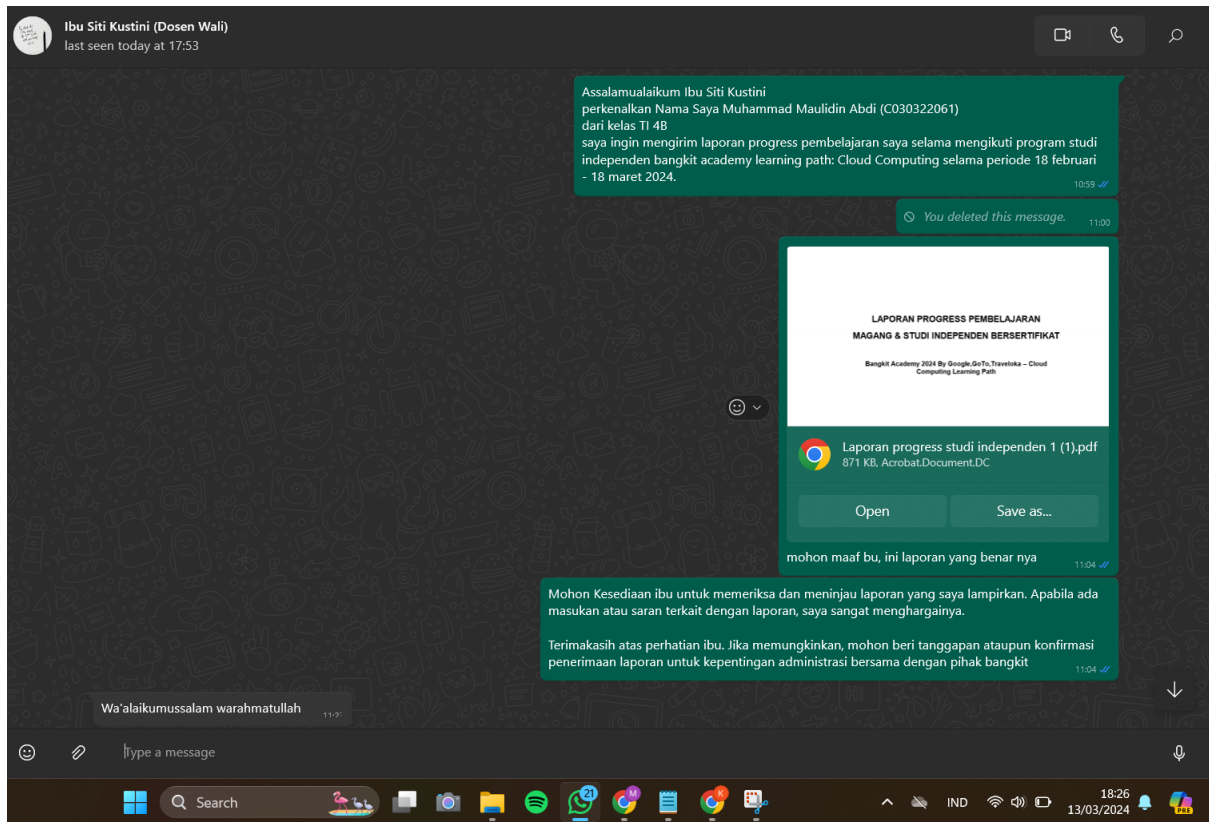 Ibu Siti Kustini (Dosen Wali)
last seen today at 17:53
Assalamualaikum Ibu Siti Kustini
perkenalkan Nama Saya Muhammad Maulidin Abdi (C030322061)
dari kelas TI 4B
saya ingin mengirim laporan progress pembelajaran saya selama mengikuti program studi
independen bangkit academy learning path: Cloud Computing selama periode 18 februari
- 18 maret 2024.
10:59
You deleted this message.
11:00
LAPORAN PROGRESS PEMBELAJARAN
MAGANG & STUDI INDEPENDEN BERSERTIFIKAT
Bangkit Academy 2024 By Google,GoTo,Traveloka – Cloud
Computing Learning Path
Laporan progress studi independen 1 (1).pdf
871 KB, Acrobat.Document.DC
Open
Save as...
mohon maaf bu, ini laporan yang benar nya
11:04
Mohon Kesediaan ibu untuk memeriksa dan meninjau laporan yang saya lampirkan. Apabila ada
masukan atau saran terkait dengan laporan, saya sangat menghargainya.
Terimakasih atas perhatian ibu. Jika memungkinkan, mohon beri tanggapan ataupun konfirmasi
penerimaan laporan untuk kepentingan administrasi bersama dengan pihak bangkit
11:04
Wa'alaikumussalam warahmatullah
Type a message
Search
21
M
K
IND
18:26
13/03/2024
PRE